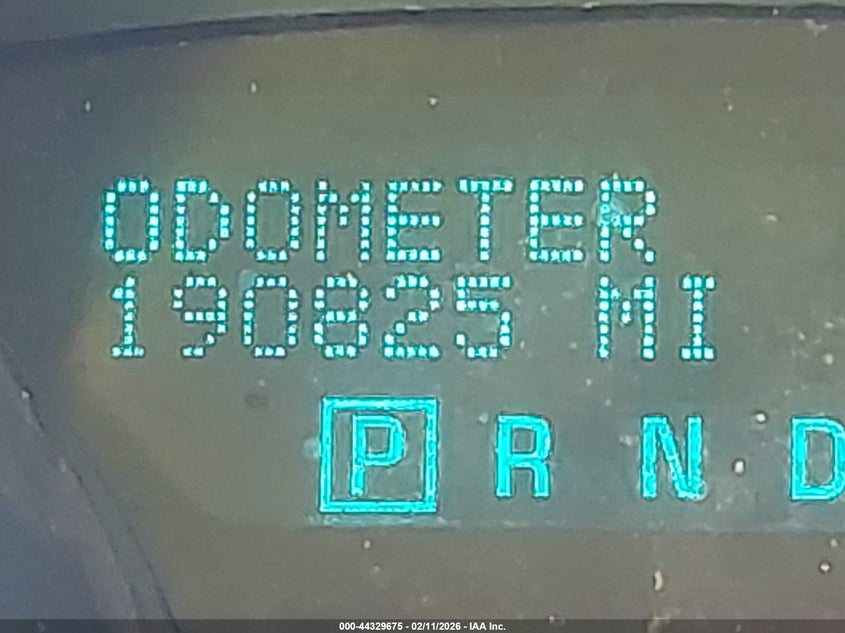 ODOMETER
190825 MI
P R N D
000-44329675 - 02/11/2026 - IAA Inc.